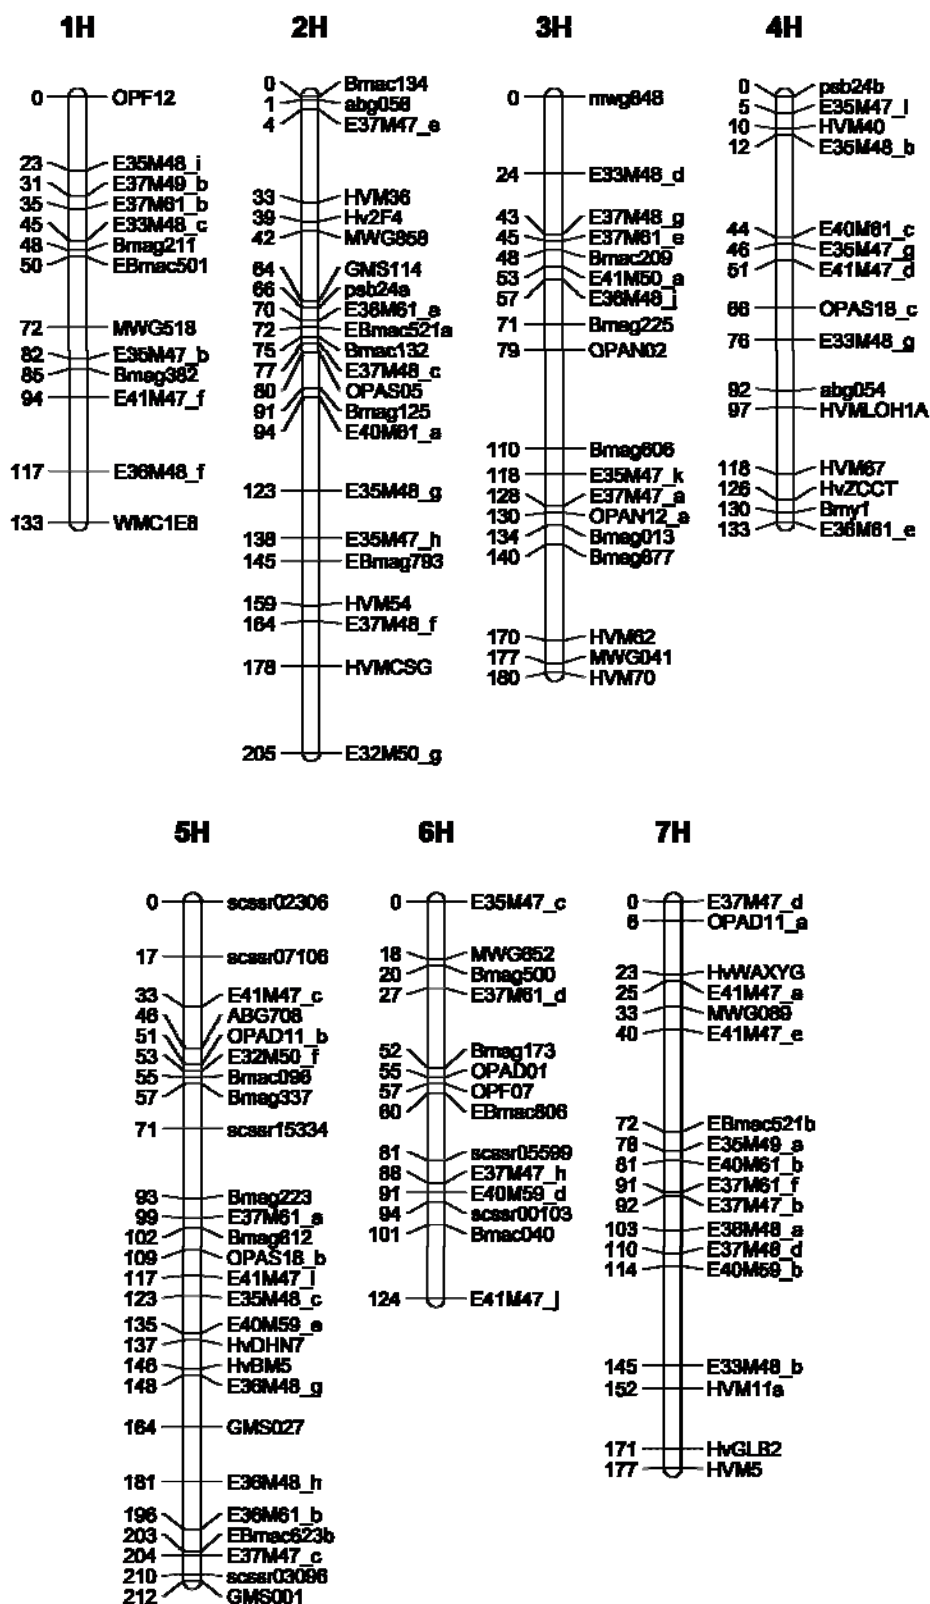 1H
0 OPF12
23 E35M48_i
31 E37M49_b
35 E37M61_b
45 E33M48_c
48 Bmag211
50 EBmac501
72 MWG518
82 E35M47_b
85 Bmag382
94 E41M47_f
117 E36M48_f
133 WMC1E8
2H
0 Bmac134
1 abg058
4 E37M47_e
33 HVM36
39 Hv2F4
42 MWG858
64 GMS114
66 psb24a
70 E36M61_a
72 EBmac521a
75 Bmac132
77 E37M48_c
80 OPAS05
91 Bmag125
94 E40M61_a
123 E35M48_g
138 E35M47_h
145 EBmag793
159 HVM54
164 E37M48_f
178 HVMCSG
205 E32M50_g
3H
0 mwg848
24 E33M48_d
43 E37M48_g
45 E37M61_e
48 Bmac209
53 E41M50_a
57 E36M48_j
71 Bmag225
79 OPAN02
110 Bmag606
118 E35M47_k
128 E37M47_a
130 OPAN12_a
134 Bmag013
140 Bmag877
170 HVM62
177 MWG041
180 HVM70
4H
0 psb24b
5 E35M47_l
10 HVM40
12 E35M48_b
44 E40M61_c
46 E35M47_g
51 E41M47_d
66 OPAS18_c
76 E33M48_g
92 abg054
97 HVMLOH1A
118 HVM67
126 HvZCCT
130 Bmy1
133 E36M61_e
5H
0 scssr02306
17 scssr07106
33 E41M47_c
46 ABG708
51 OPAD11_b
53 E32M50_f
55 Bmac096
57 Bmag337
71 scssr15334
93 Bmag223
99 E37M61_a
102 Bmag812
109 OPAS18_b
117 E41M47_l
123 E35M48_c
135 E40M59_a
137 HvDHN7
146 HvBM5
148 E36M48_g
164 GMS027
181 E36M48_h
196 E36M61_b
203 EBmac623b
204 E37M47_c
210 scssr03096
212 GMS001
6H
0 E35M47_c
18 MWG652
20 Bmag500
27 E37M61_d
52 Bmag173
55 OPAD01
57 OPF07
60 EBmac806
81 scssr05599
88 E37M47_h
91 E40M59_d
94 scssr00103
101 Bmac040
124 E41M47_j
7H
0 E37M47_d
6 OPAD11_a
23 HvWAXYG
25 E41M47_a
33 MWG089
40 E41M47_e
72 EBmac521b
78 E35M49_a
81 E40M61_b
91 E37M61_f
92 E37M47_b
103 E38M48_a
110 E37M48_d
114 E40M59_b
145 E33M48_b
152 HVM11a
171 HvGLB2
177 HVM5